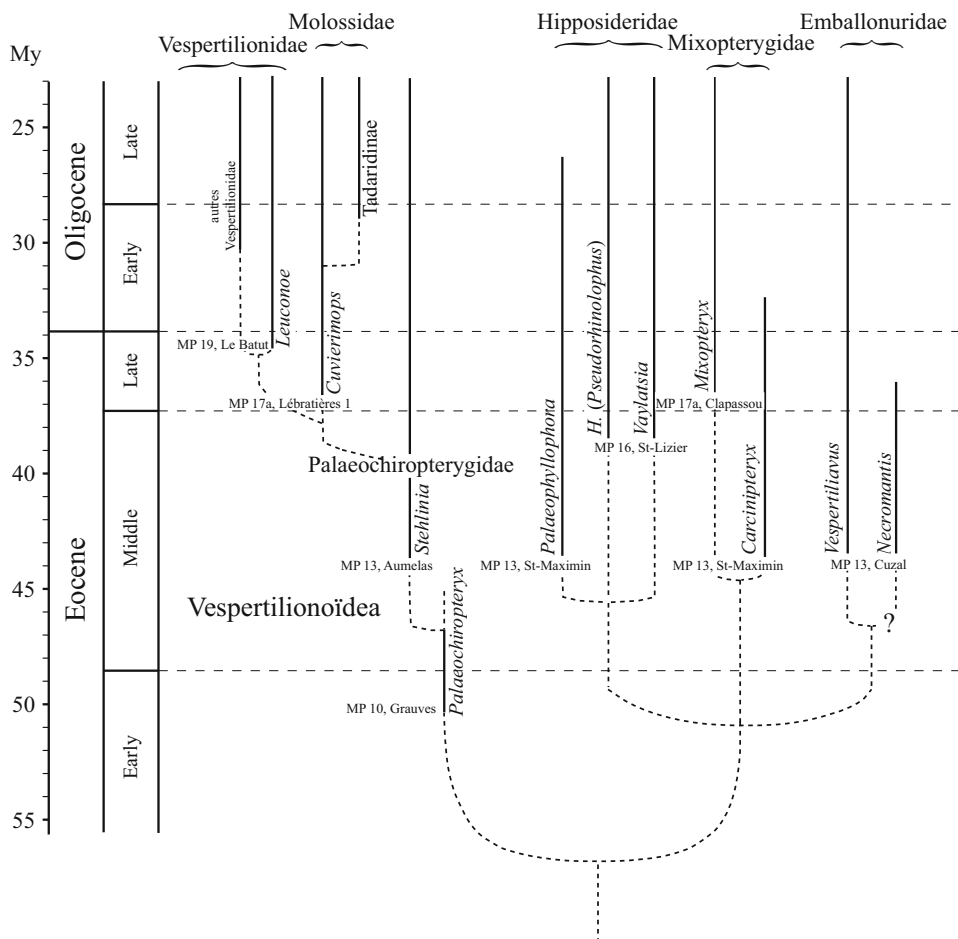 Molossidae
Hipposideridae
Emballonuridae
Vespertilionidae
Mixopterygidae
My
25
30
35
40
45
50
55
Oligocene
Eocene
Late
Early
Late
Middle
Early
autres
Vespertilionidae
Leuconoe
Cuvierimops
Tadaridinae
MP 19, Le Batut
MP 17a, Lébratières 1
Palaeochiropterygidae
Stehlinia
MP 13, Aumelas
Vespertilionoïdea
Palaeochiropteryx
MP 10, Grauves
Palaeophyllophora
H. (Pseudorhinolophus)
Vaylatsia
MP 16, St-Lizier
MP 13, St-Maximin
Mixopteryx
MP 17a, Clapassou
Carcinipteryx
MP 13, St-Maximin
Vespertiliavus
Necromantis
MP 13, Cuzal
?